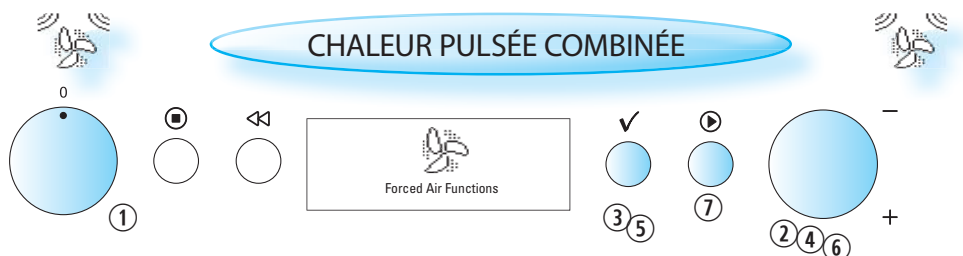 CHALEUR PULSÉE COMBINÉE
0
Forced Air Functions
− 
+
① 
③ ⑤
⑦
② ④ ⑥